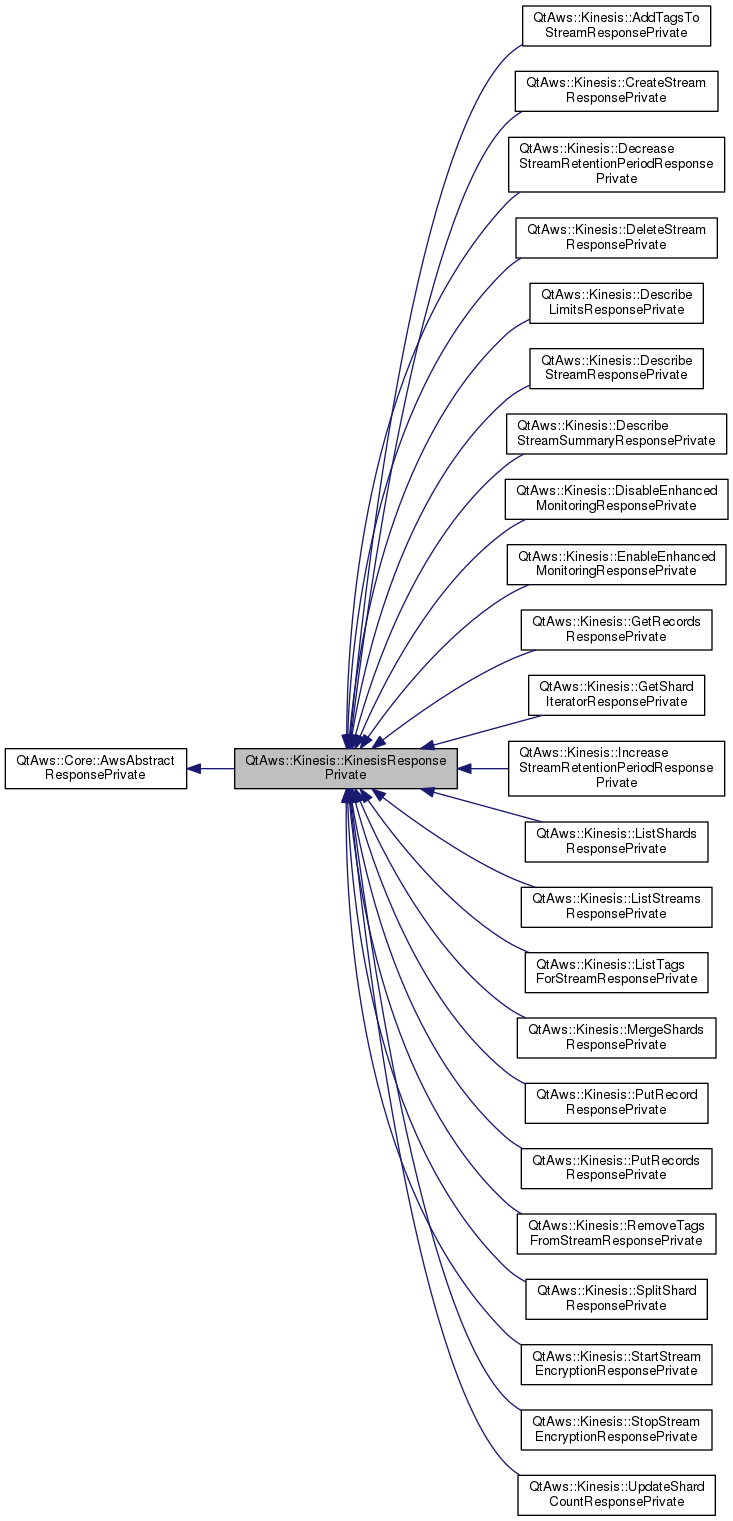 QtAws::Kinesis::AddTagsTo
StreamResponsePrivate
QtAws::Kinesis::CreateStream
ResponsePrivate
QtAws::Kinesis::Decrease
StreamRetentionPeriodResponse
Private
QtAws::Kinesis::DeleteStream
ResponsePrivate
QtAws::Kinesis::Describe
LimitsResponsePrivate
QtAws::Kinesis::Describe
StreamResponsePrivate
QtAws::Kinesis::Describe
StreamSummaryResponsePrivate
QtAws::Kinesis::DisableEnhanced
MonitoringResponsePrivate
QtAws::Kinesis::EnableEnhanced
MonitoringResponsePrivate
QtAws::Kinesis::GetRecords
ResponsePrivate
QtAws::Kinesis::GetShard
IteratorResponsePrivate
QtAws::Core::AwsAbstract
ResponsePrivate
QtAws::Kinesis::KinesisResponse
Private
QtAws::Kinesis::Increase
StreamRetentionPeriodResponse
Private
QtAws::Kinesis::ListShards
ResponsePrivate
QtAws::Kinesis::ListStreams
ResponsePrivate
QtAws::Kinesis::ListTags
ForStreamResponsePrivate
QtAws::Kinesis::MergeShards
ResponsePrivate
QtAws::Kinesis::PutRecord
ResponsePrivate
QtAws::Kinesis::PutRecords
ResponsePrivate
QtAws::Kinesis::RemoveTags
FromStreamResponsePrivate
QtAws::Kinesis::SplitShard
ResponsePrivate
QtAws::Kinesis::StartStream
EncryptionResponsePrivate
QtAws::Kinesis::StopStream
EncryptionResponsePrivate
QtAws::Kinesis::UpdateShard
CountResponsePrivate